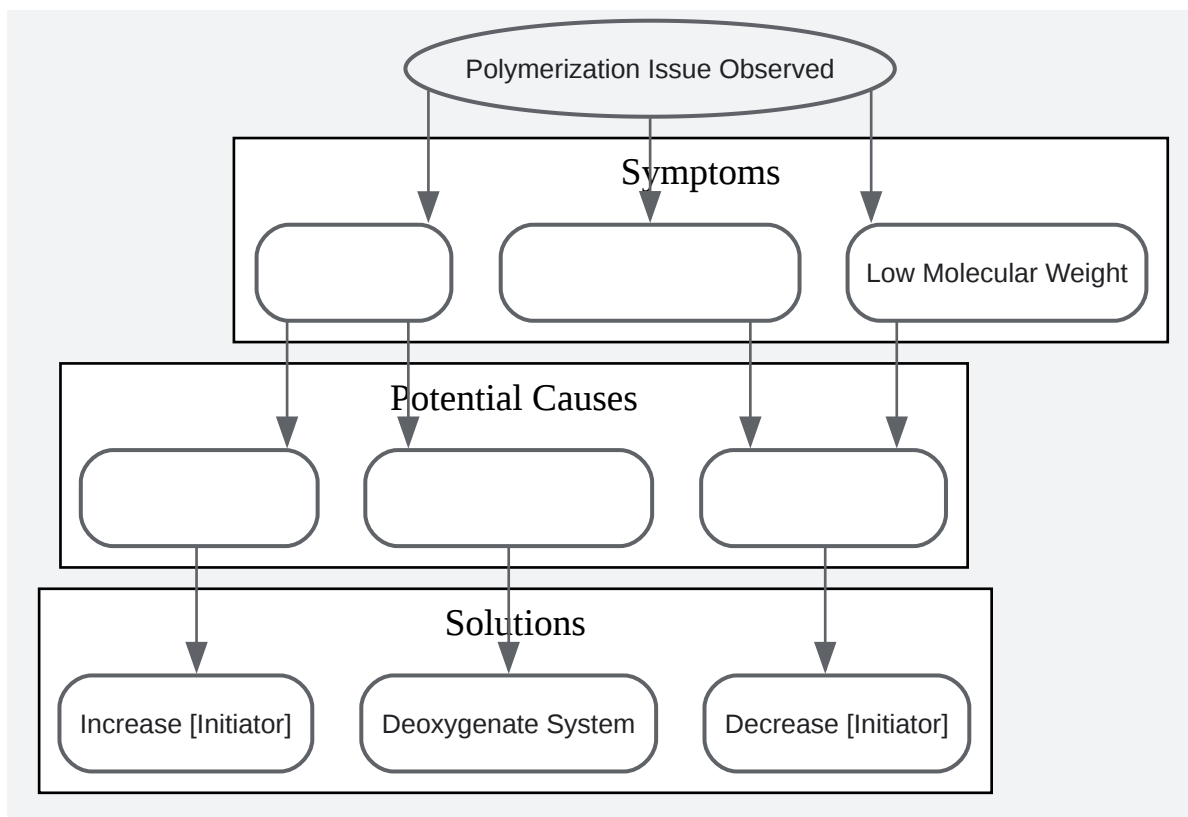 Polymerization Issue Observed
Symptoms
Low Molecular Weight
Potential Causes
Solutions
Increase [Initiator]
Deoxygenate System
Decrease [Initiator]